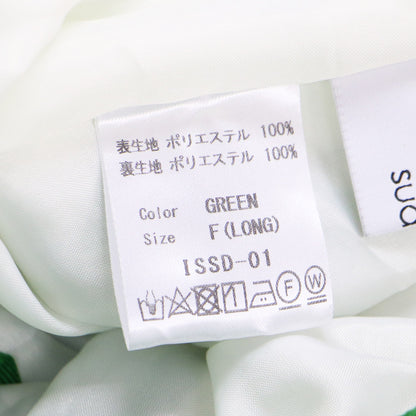 表生地 ポリエステル 100%
裏生地 ポリエステル 100%
Color GREEN
Size F(LONG)
ISSD-01
F W
sua